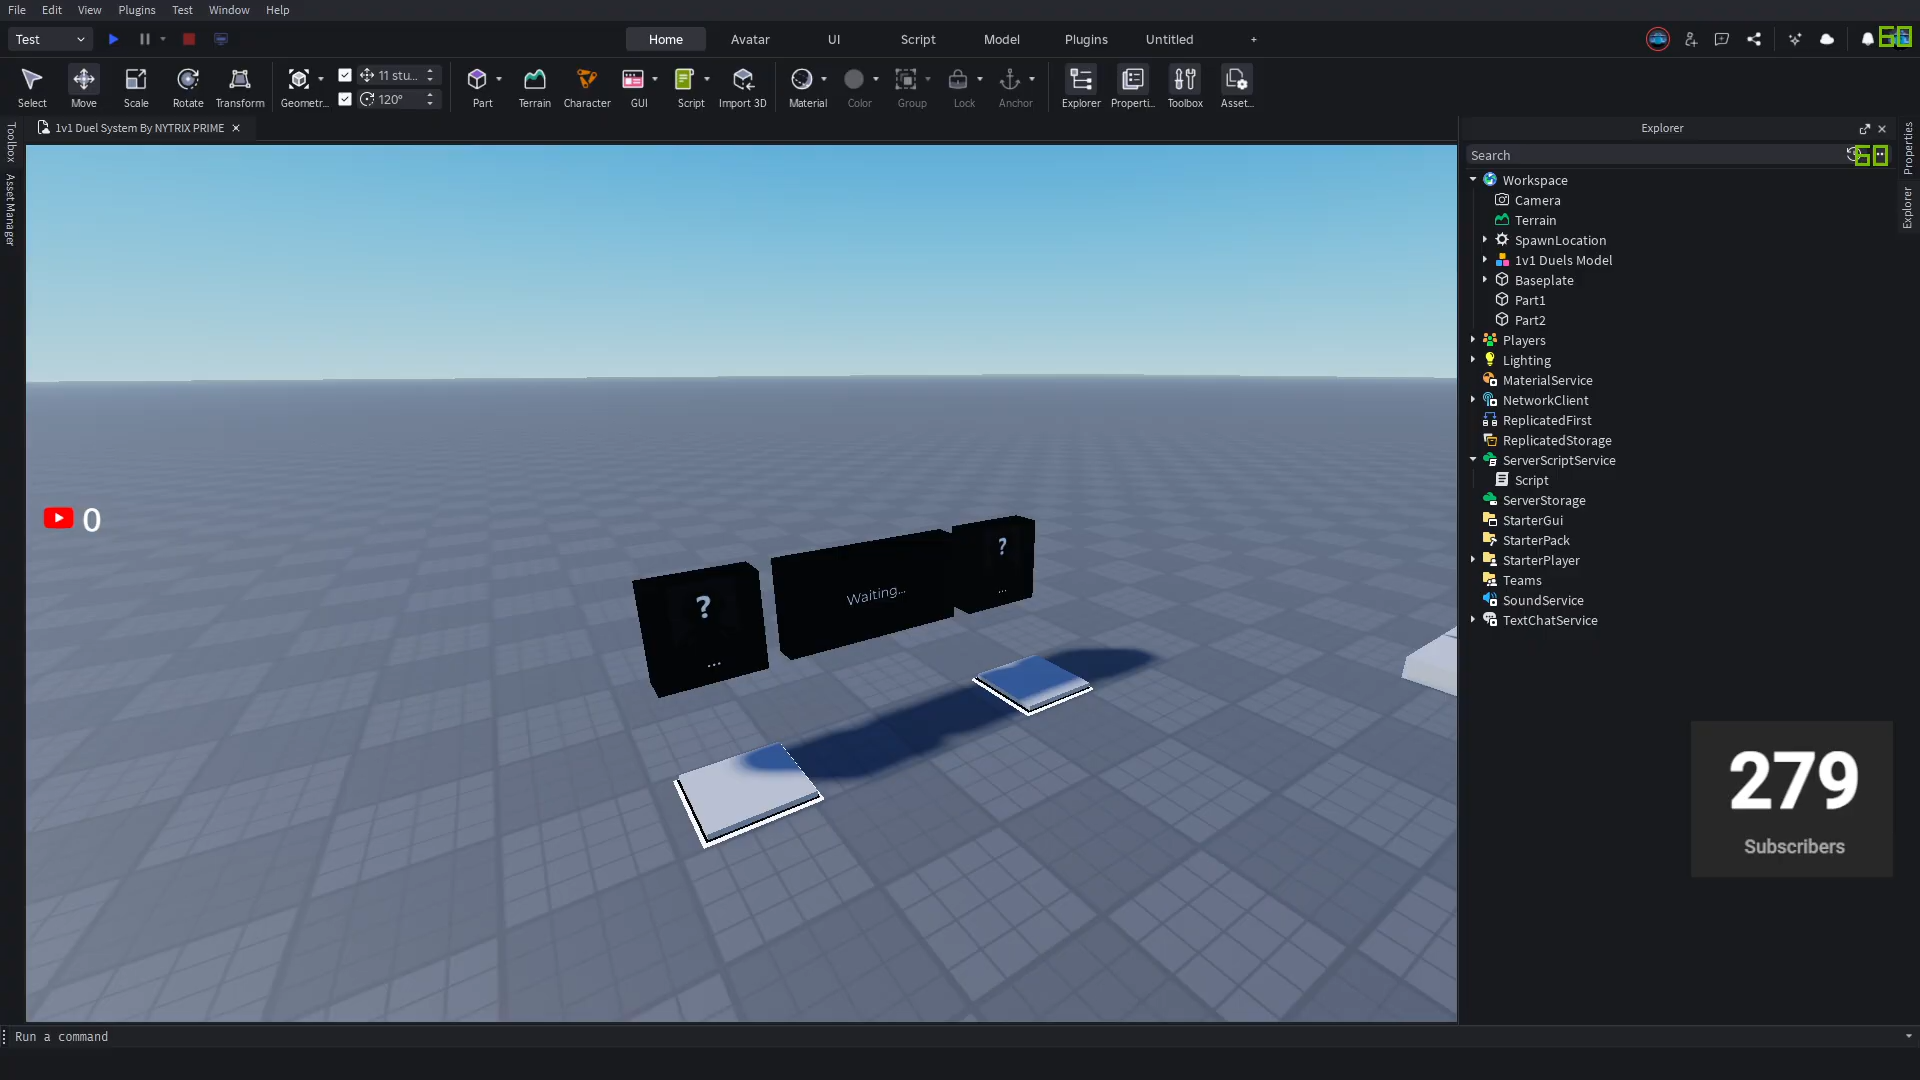 File Edit View Plugins Test Window Help
Test
Home Avatar UI Script Model Plugins Untitled +
60
Select Move Scale Rotate Transform Geometr... 11 stu... 120° Part Terrain Character GUI Script Import 3D Material Color Group Lock Anchor Explorer Properti... Toolbox Asset...
1v1 Duel System By NYTRIX PRIME
Toolbox
Asset Manager
Explorer
Search
60
Properties
Explorer
Workspace
Camera
Terrain
SpawnLocation
1v1 Duels Model
Baseplate
Part1
Part2
Players
Lighting
MaterialService
NetworkClient
ReplicatedFirst
ReplicatedStorage
ServerScriptService
Script
ServerStorage
StarterGui
StarterPack
StarterPlayer
Teams
SoundService
TextChatService
0
?
...
Waiting...
?
...
279
Subscribers
Run a command